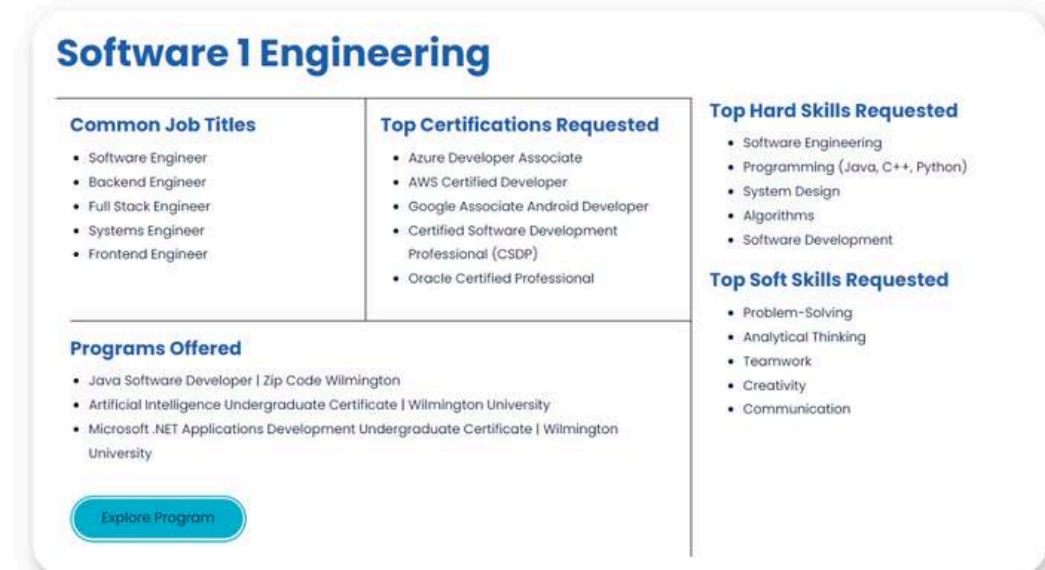 Software 1 Engineering
Common Job Titles
• Software Engineer
• Backend Engineer
• Full Stack Engineer
• Systems Engineer
• Frontend Engineer
Top Certifications Requested
• Azure Developer Associate
• AWS Certified Developer
• Google Associate Android Developer
• Certified Software Development
Professional (CSDP)
• Oracle Certified Professional
Programs Offered
• Java Software Developer | Zip Code Wilmington
• Artificial Intelligence Undergraduate Certificate | Wilmington University
• Microsoft .NET Applications Development Undergraduate Certificate | Wilmington
University
Explore Program
Top Hard Skills Requested
• Software Engineering
• Programming (Java, C++, Python)
• System Design
• Algorithms
• Software Development
Top Soft Skills Requested
• Problem-Solving
• Analytical Thinking
• Teamwork
• Creativity
• Communication